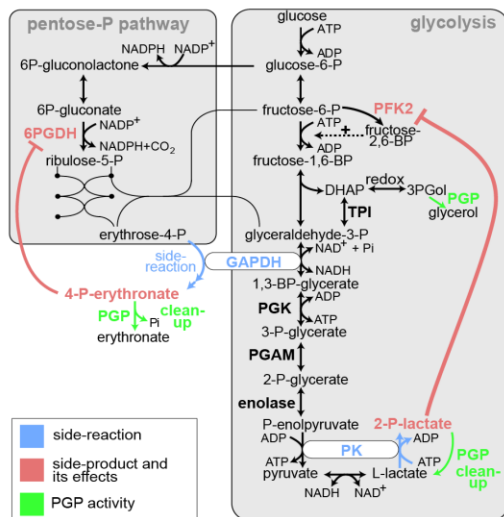 pentose-P pathway
glycolysis
glucose
ATP
ADP
NADPH NADP+
6P-gluconolactone
glucose-6-P
6P-gluconate
fructose-6-P
PFK2
6PGDH
NADP+
ATP
+
fructose-
2,6-BP
NADPH+CO2
ADP
ribulose-5-P
fructose-1,6-BP
redox
DHAP
3PGol
PGP
TPI
glycerol
erythrose-4-P
glyceraldehyde-3-P
side-
reaction
GAPDH
NAD+ + Pi
NADH
4-P-erythronate
1,3-BP-glycerate
PGP
Pi
clean-
up
erythronate
PGK
ADP
ATP
3-P-glycerate
PGAM
2-P-glycerate
enolase
P-enolpyruvate
2-P-lactate
ADP
ATP
PK
ADP
ATP
PGP
clean-up
pyruvate
L-lactate
NADH NAD+
side-reaction
side-product and
its effects
PGP activity